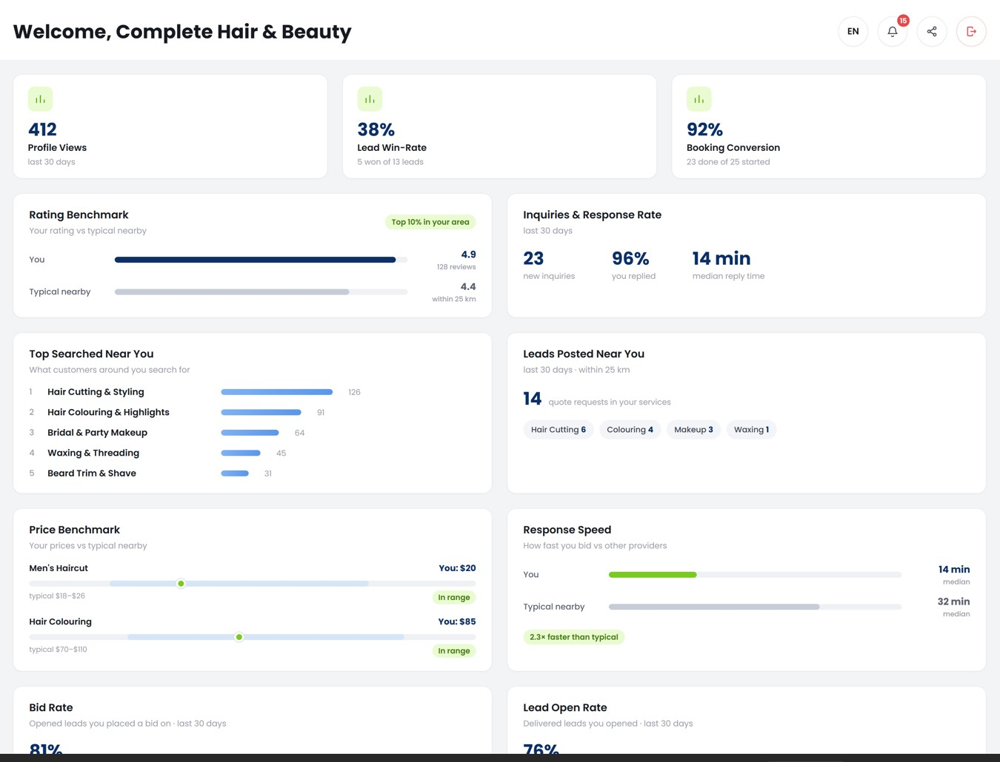 Welcome, Complete Hair & Beauty
EN
15
412
Profile Views
last 30 days
38%
Lead Win-Rate
5 won of 13 leads
92%
Booking Conversion
23 done of 25 started
Rating Benchmark
Your rating vs typical nearby
Top 10% in your area
You
4.9
128 reviews
Typical nearby
4.4
within 25 km
Inquiries & Response Rate
last 30 days
23
new inquiries
96%
you replied
14 min
median reply time
Top Searched Near You
What customers around you search for
1 Hair Cutting & Styling 126
2 Hair Colouring & Highlights 91
3 Bridal & Party Makeup 64
4 Waxing & Threading 45
5 Beard Trim & Shave 31
Leads Posted Near You
last 30 days · within 25 km
14 quote requests in your services
Hair Cutting 6
Colouring 4
Makeup 3
Waxing 1
Price Benchmark
Your prices vs typical nearby
Men's Haircut You: $20
typical $18–$26 In range
Hair Colouring You: $85
typical $70–$110 In range
Response Speed
How fast you bid vs other providers
You
14 min
median
Typical nearby
32 min
median
2.3× faster than typical
Bid Rate
Opened leads you placed a bid on · last 30 days
81%
Lead Open Rate
Delivered leads you opened · last 30 days
76%